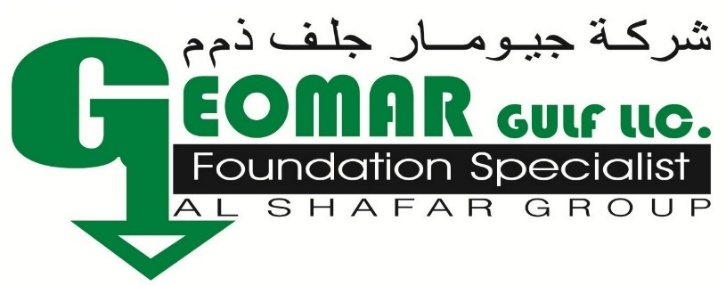 شركة جيومار جلف ذمم
GEOMAR GULF LLC.
Foundation Specialist
AL SHAFAR GROUP